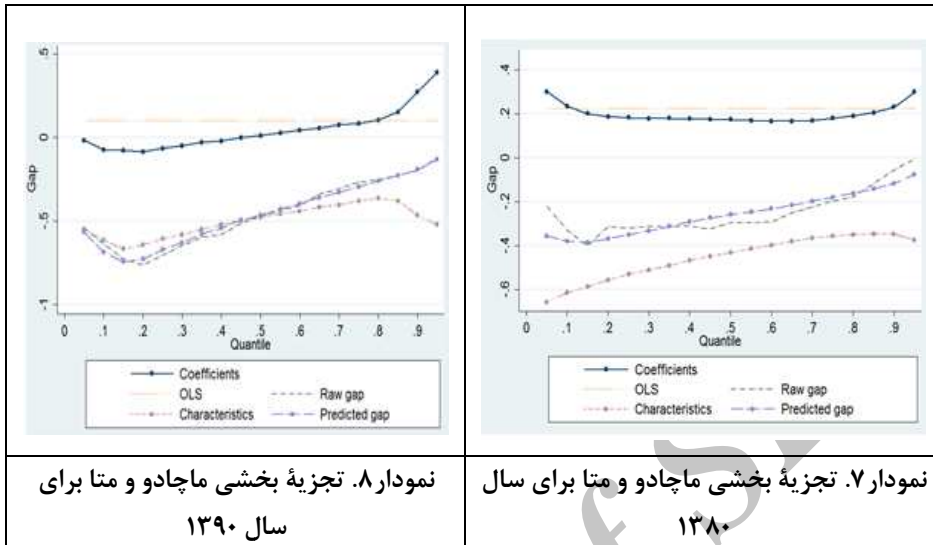 .5
0
-.5
-1
Gap
0 .1 .2 .3 .4 .5 .6 .7 .8 .9
Quantile
Coefficients
OLS Raw gap
Characteristics Predicted gap
.4
.2
0
-.2
-.4
-.6
Gap
0 .1 .2 .3 .4 .5 .6 .7 .8 .9
Quantile
Coefficients
OLS Raw gap
Characteristics Predicted gap
نمودار۷. تجزیۀ بخشی ماچادو و متا برای سال
۱۳۸۰
نمودار۸. تجزیۀ بخشی ماچادو و متا برای
سال ۱۳۹۰